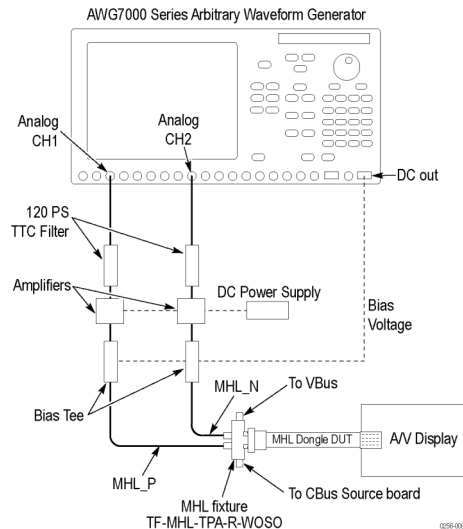 AWG7000 Series Arbitrary Waveform Generator
Analog
CH1
Analog
CH2
DC out
120 PS
TTC Filter
Amplifiers
DC Power Supply
Bias
Voltage
Bias Tee
MHL_N
To VBus
MHL Dongle DUT
A/V Display
MHL_P
To CBus Source board
MHL fixture
TF-MHL-TPA-R-WOSO